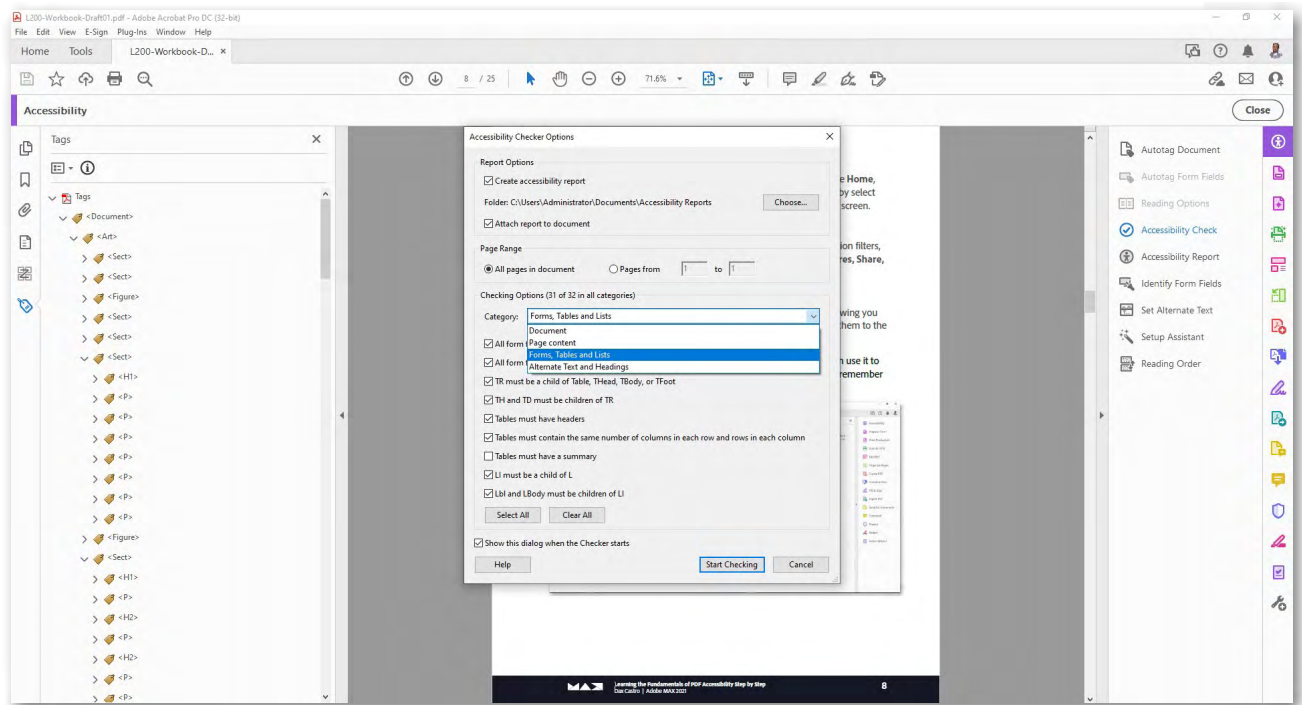 L200-Workbook-Draft01.pdf - Adobe Acrobat Pro DC (32-bit)
File Edit View E-Sign Plug-Ins Window Help
Home Tools L200-Workbook-D... ×
8 / 25 71.6%
Accessibility
Close
Tags
Tags
<Document>
<Art>
<Sect>
<Sect>
<Figure>
<Sect>
<Sect>
<Sect>
<H1>
<P>
<P>
<P>
<P>
<P>
<P>
<P>
<Figure>
<Sect>
<H1>
<P>
<H2>
<P>
<H2>
<P>
<P>
Accessibility Checker Options
Report Options
Create accessibility report
Folder: C:\Users\Administrator\Documents\Accessibility Reports Choose...
Attach report to document
Page Range
All pages in document Pages from 1 to 1
Checking Options (31 of 32 in all categories)
Category: Forms, Tables and Lists
Document
Page content
Forms, Tables and Lists
Alternate Text and Headings
All form
All form
TR must be a child of Table, THead, TBody, or TFoot
TH and TD must be children of TR
Tables must have headers
Tables must contain the same number of columns in each row and rows in each column
Tables must have a summary
LI must be a child of L
Lbl and LBody must be children of LI
Select All Clear All
Show this dialog when the Checker starts
Help Start Checking Cancel
Home,
by select
screen.
ion filters,
res, Share,
wing you
hem to the
use it to
remember
MAX Learning the Fundamentals of PDF Accessibility Step by Step
Dax Castro | Adobe MAX 2021
8
Autotag Document
Autotag Form Fields
Reading Options
Accessibility Check
Accessibility Report
Identify Form Fields
Set Alternate Text
Setup Assistant
Reading Order